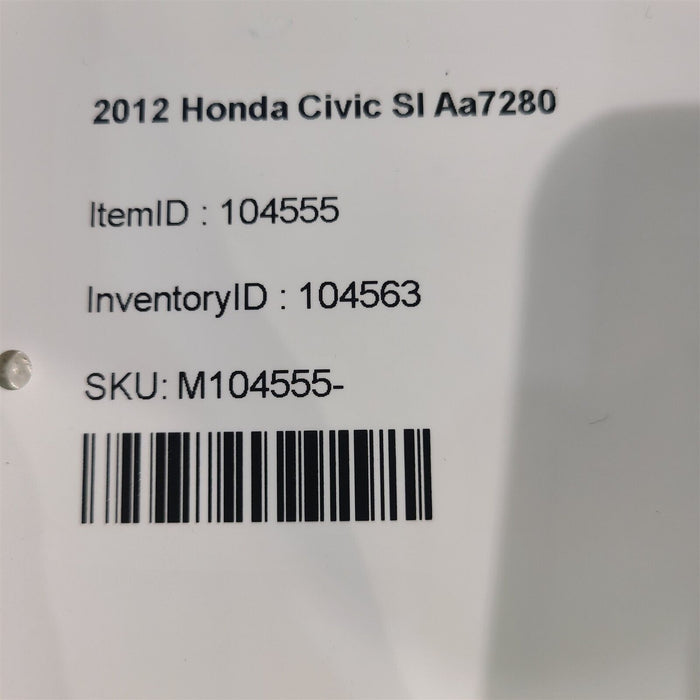 2012 Honda Civic SI Aa7280
ItemID : 104555
InventoryID : 104563
SKU: M104555-